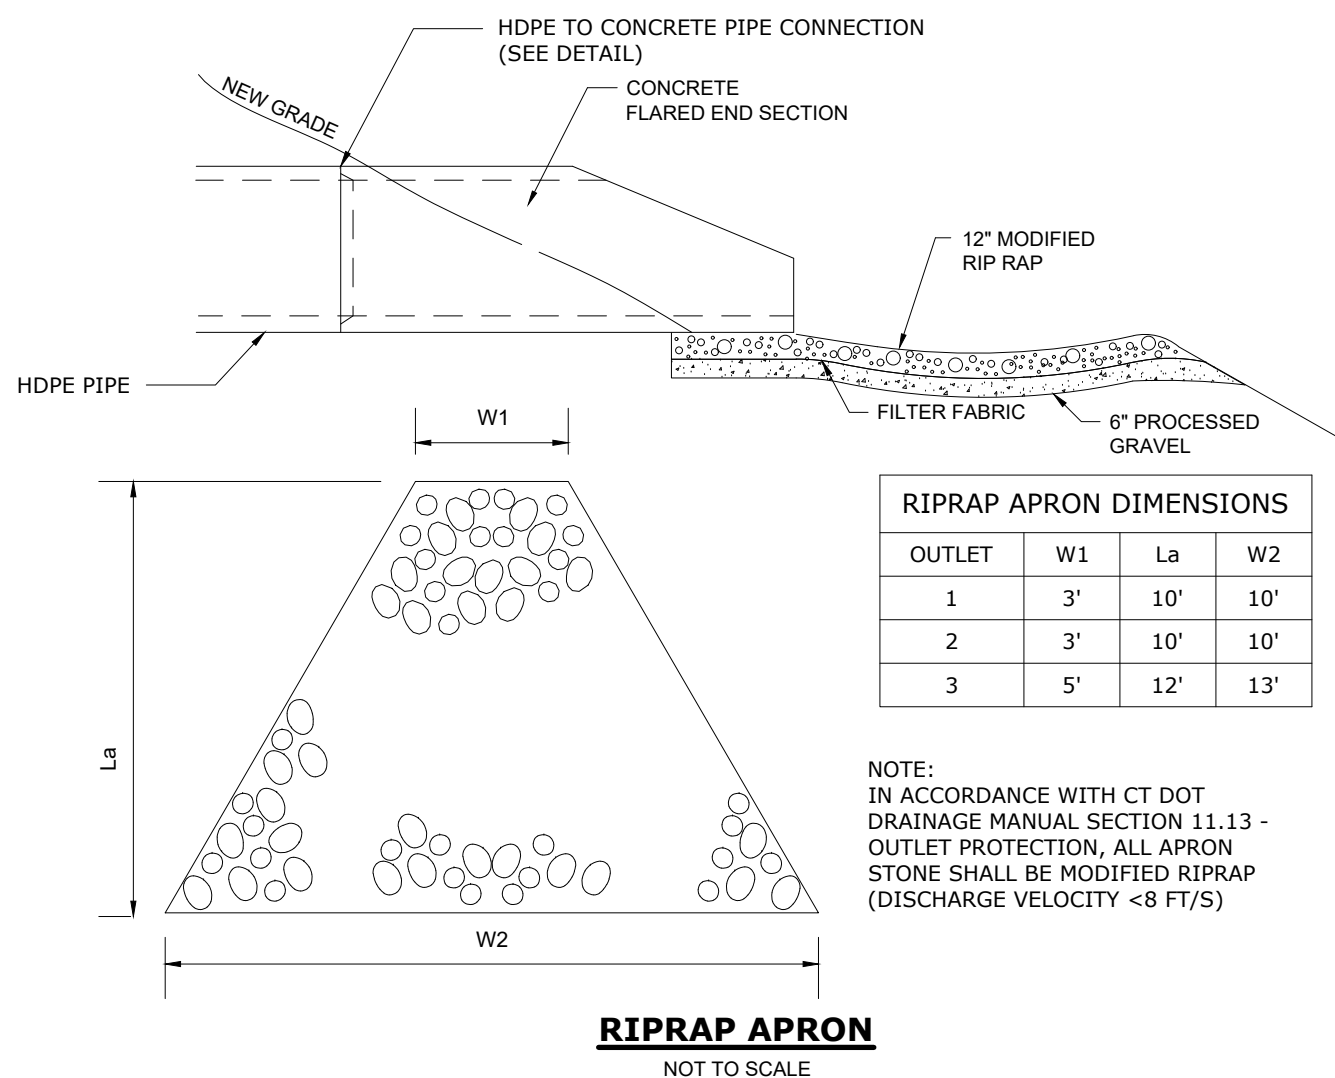 HDPE TO CONCRETE PIPE CONNECTION
(SEE DETAIL)
NEW GRADE
CONCRETE
FLARED END SECTION
12" MODIFIED
RIP RAP
HDPE PIPE
FILTER FABRIC
6" PROCESSED
GRAVEL
W1
La
W2
RIPRAP APRON DIMENSIONS
OUTLET W1 La W2
1 3' 10' 10'
2 3' 10' 10'
3 5' 12' 13'
NOTE:
IN ACCORDANCE WITH CT DOT
DRAINAGE MANUAL SECTION 11.13 -
OUTLET PROTECTION, ALL APRON
STONE SHALL BE MODIFIED RIPRAP
(DISCHARGE VELOCITY <8 FT/S)
RIPRAP APRON
NOT TO SCALE